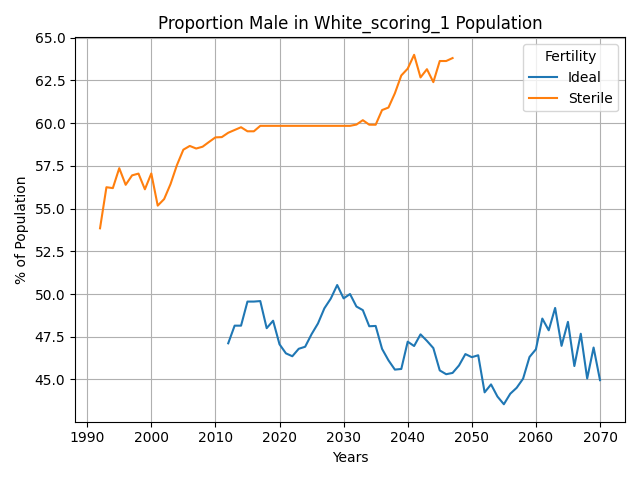 Proportion Male in White_scoring_1 Population
65.0
62.5
60.0
57.5
55.0
52.5
50.0
47.5
45.0
% of Population
Fertility
Ideal
Sterile
1990 2000 2010 2020 2030 2040 2050 2060 2070
Years